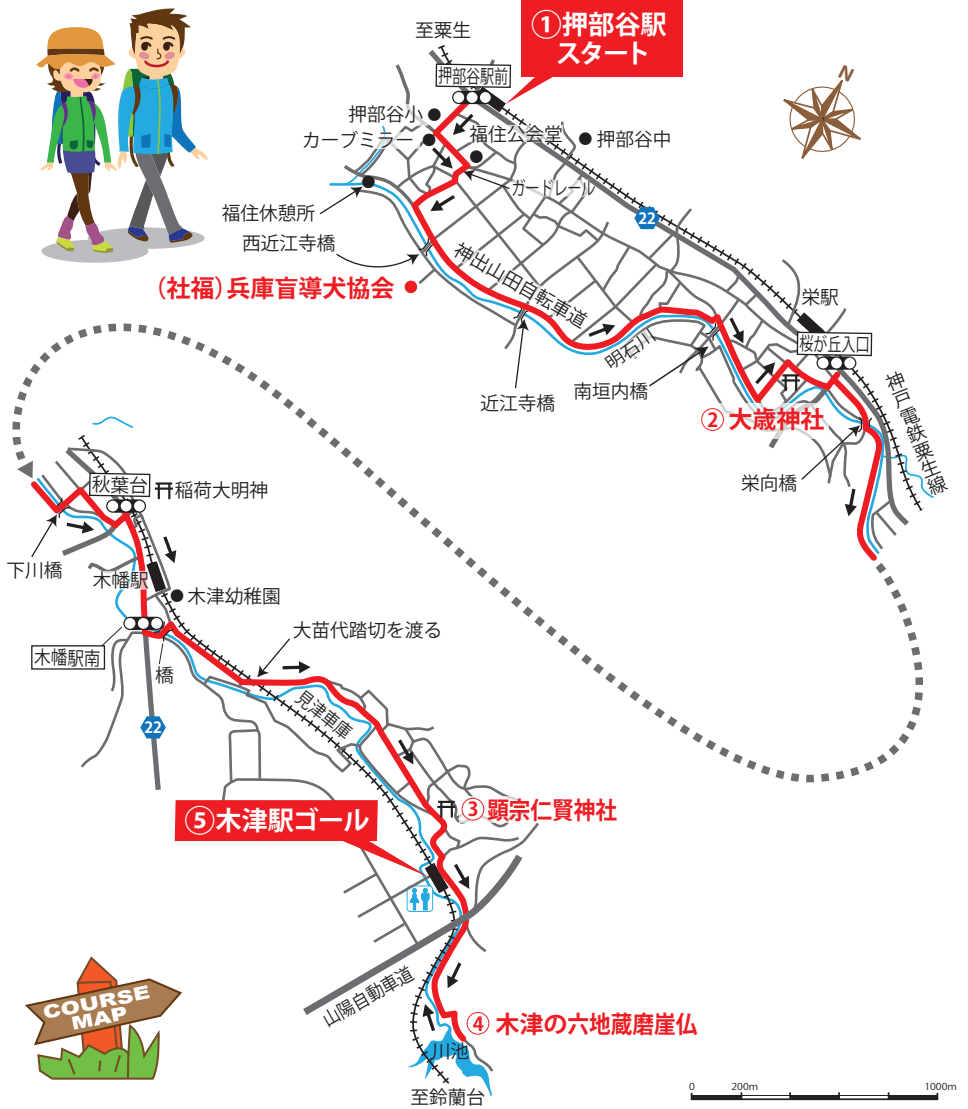 至粟生
①押部谷駅
スタート
押部谷駅前
N
押部谷小
カーブミラー
福住公会堂
押部谷中
ガードレール
福住休憩所
西近江寺橋
22
(社福)兵庫盲導犬協会
神出山田自転車道
栄駅
桜が丘入口
明石川
近江寺橋
南垣内橋
②大歳神社
神戸電鉄粟生線
栄向橋
秋葉台
稲荷大明神
下川橋
木幡駅
木津幼稚園
大苗代踏切を渡る
木幡駅南
橋
22
見津車庫
⑤木津駅ゴール
③顕宗仁賢神社
山陽自動車道
COURSE
MAP
④木津の六地蔵磨崖仏
川池
至鈴蘭台
0 200m 1000m